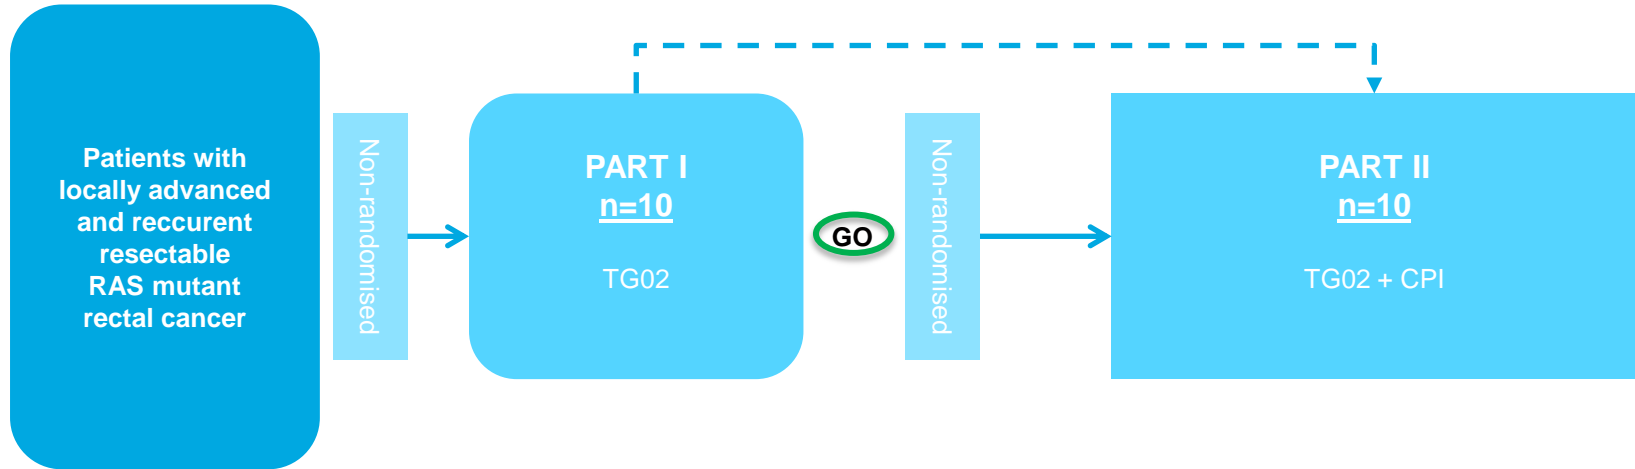 Patients with
locally advanced
and reccurent
resectable
RAS mutant
rectal cancer
Non-randomised
PART I
n=10
TG02
GO
Non-randomised
PART II
n=10
TG02 + CPI